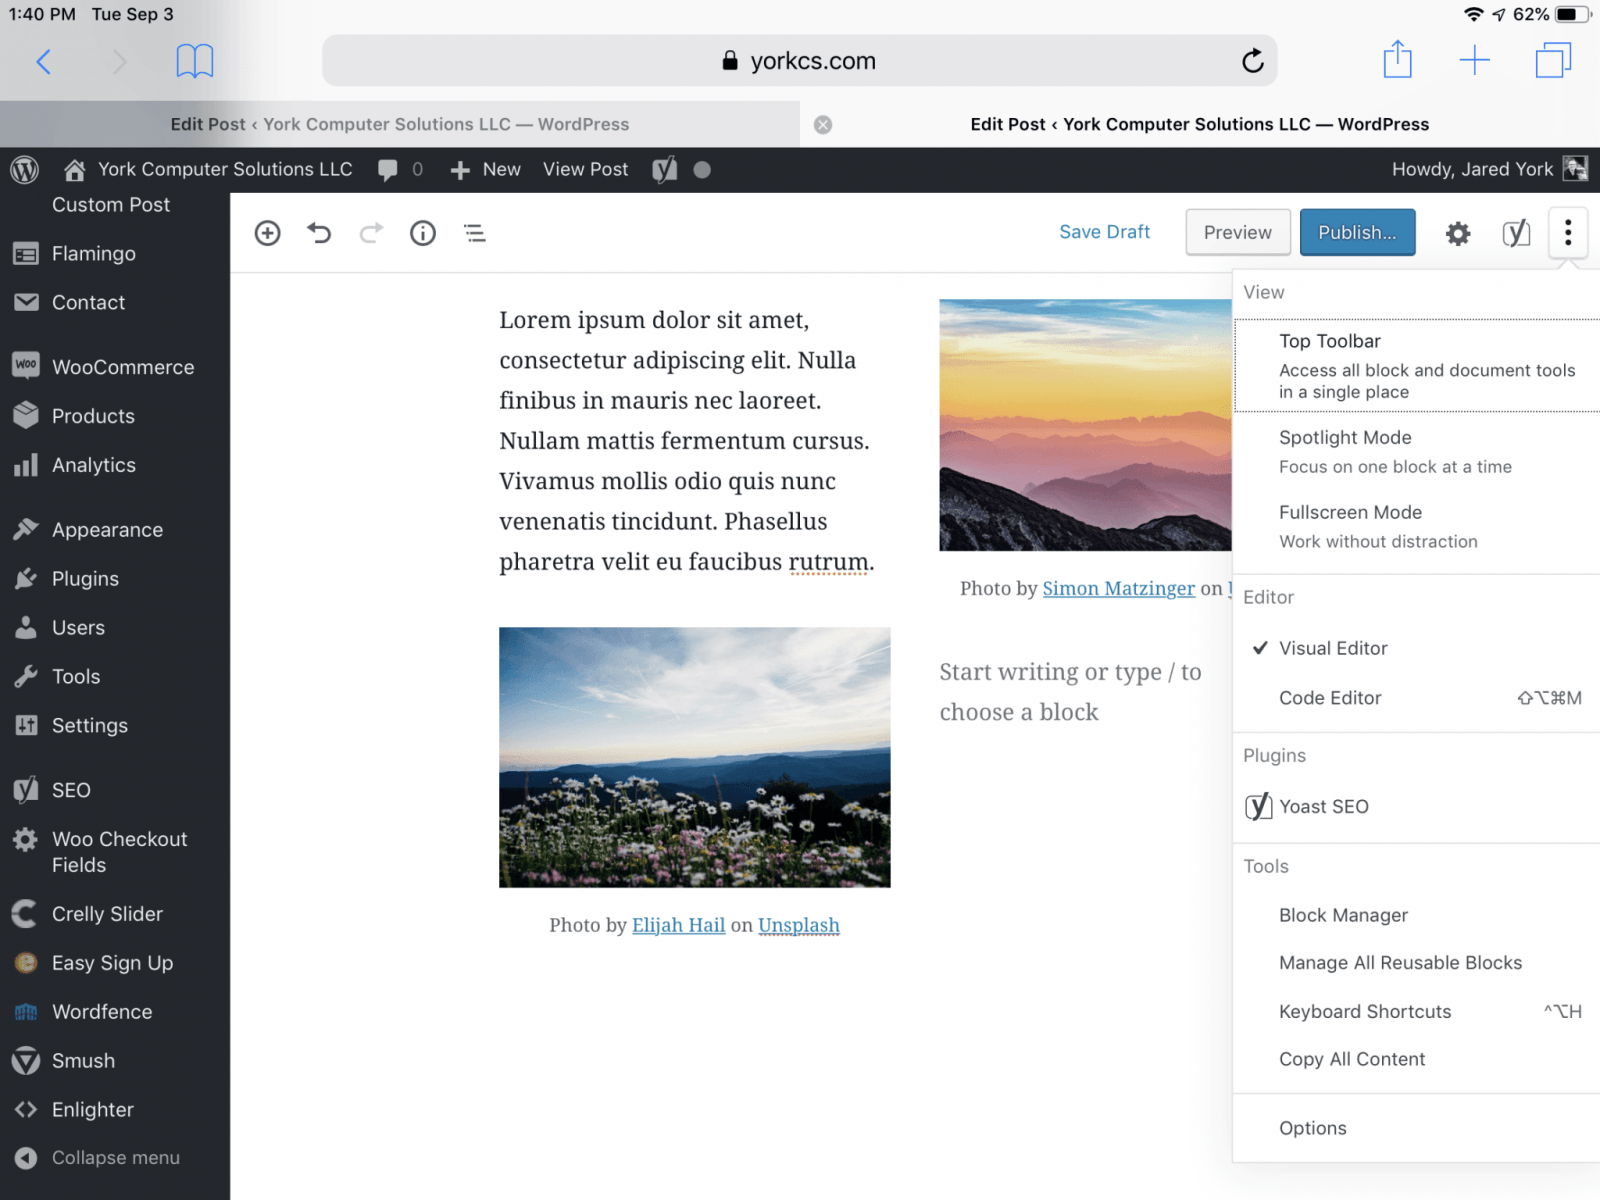 1:40 PM Tue Sep 3
62%
yorkcs.com
Edit Post ‹ York Computer Solutions LLC — WordPress
Edit Post ‹ York Computer Solutions LLC — WordPress
York Computer Solutions LLC
0
New
View Post
Howdy, Jared York
Custom Post
Flamingo
Contact
WOO
WooCommerce
Products
Analytics
Appearance
Plugins
Users
Tools
Settings
SEO
Woo Checkout
Fields
Crelly Slider
Easy Sign Up
Wordfence
Smush
Enlighter
Collapse menu
Save Draft
Preview
Publish...
Lorem ipsum dolor sit amet,
consectetur adipiscing elit. Nulla
finibus in mauris nec laoreet.
Nullam mattis fermentum cursus.
Vivamus mollis odio quis nunc
venenatis tincidunt. Phasellus
pharetra velit eu faucibus rutrum.
Photo by Elijah Hail on Unsplash
Photo by Simon Matzinger on
Start writing or type / to
choose a block
View
Top Toolbar
Access all block and document tools
in a single place
Spotlight Mode
Focus on one block at a time
Fullscreen Mode
Work without distraction
Editor
✓ Visual Editor
Code Editor ⇧⌥⌘M
Plugins
Yoast SEO
Tools
Block Manager
Manage All Reusable Blocks
Keyboard Shortcuts ^⌥H
Copy All Content
Options